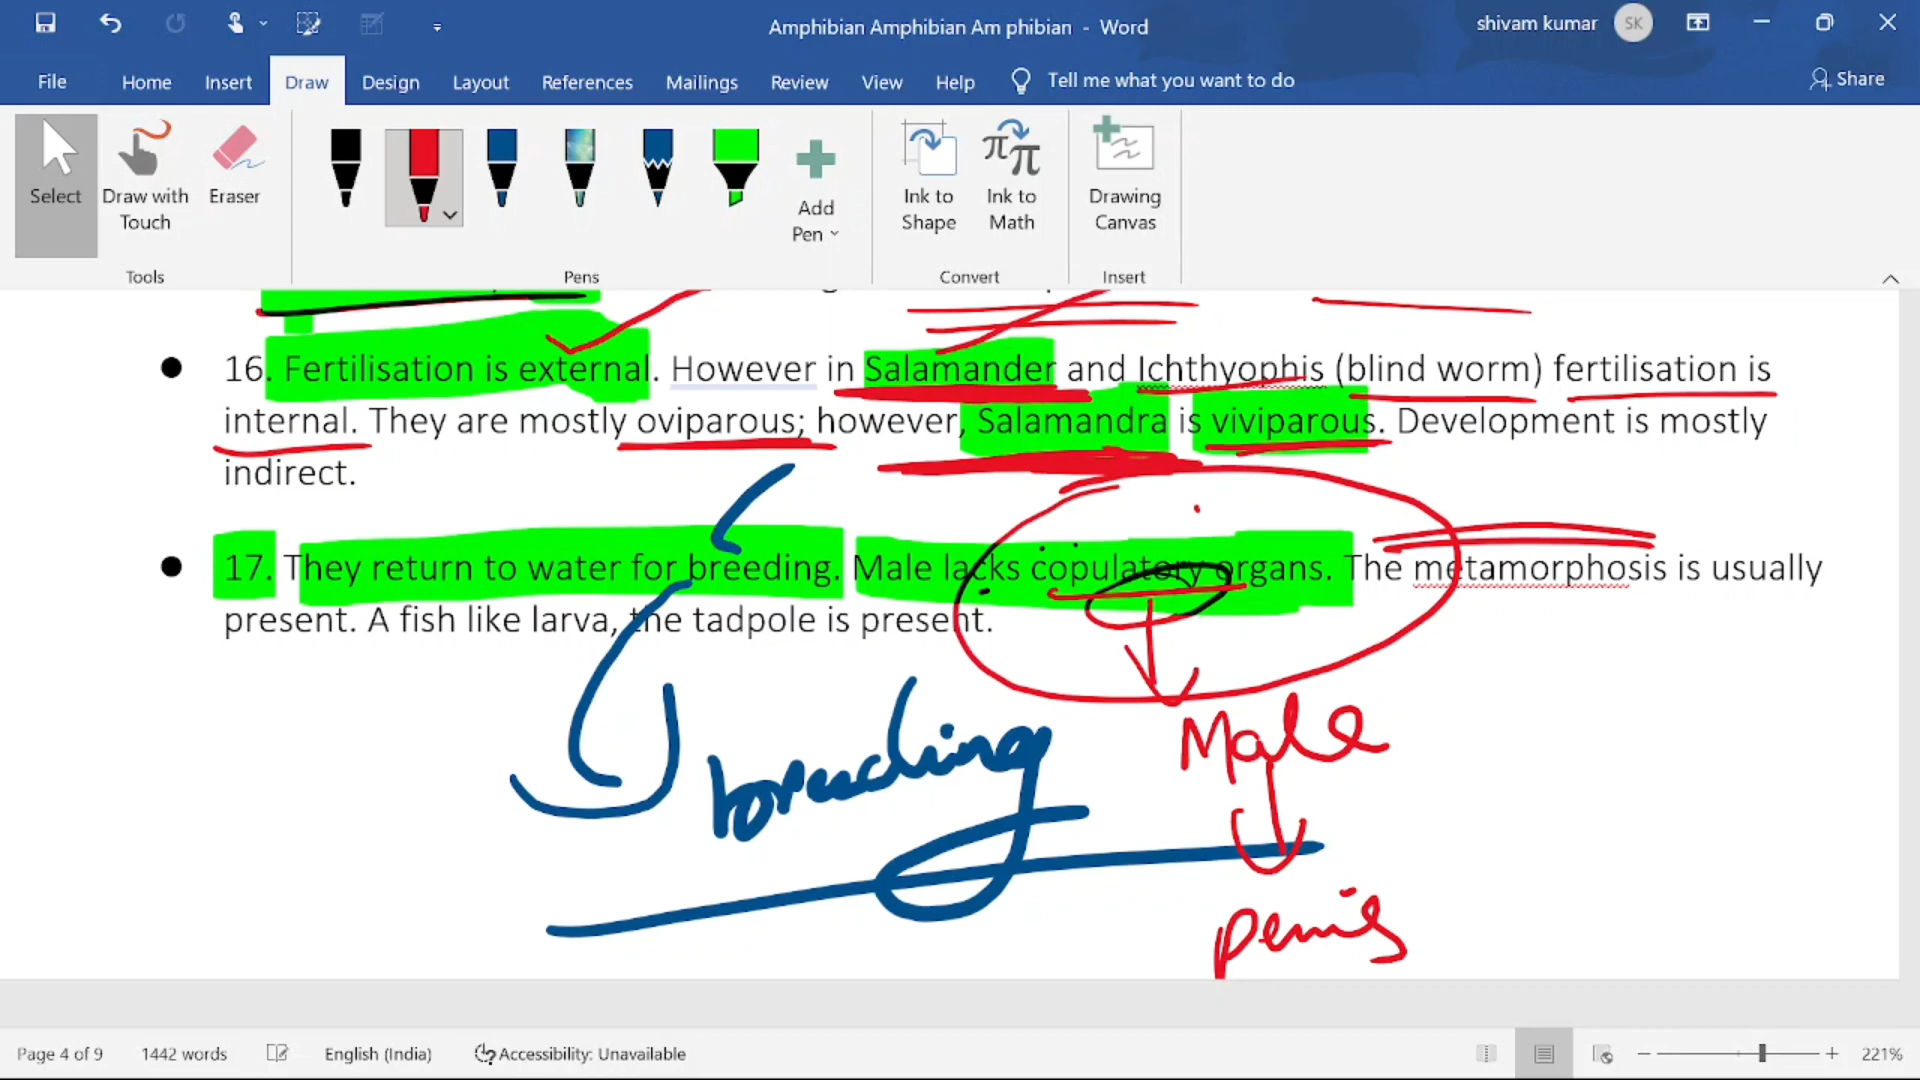 Amphibian Amphibian Am phibian - Word
shivam kumar
SK
File
Home
Insert
Draw
Design
Layout
References
Mailings
Review
View
Help
Tell me what you want to do
Share
Select
Draw with
Touch
Eraser
Add
Pen
Ink to
Shape
Ink to
Math
Drawing
Canvas
Tools
Pens
Convert
Insert
● 16. Fertilisation is external. However in Salamander and Ichthyophis (blind worm) fertilisation is
internal. They are mostly oviparous; however, Salamandra is viviparous. Development is mostly
indirect.
● 17. They return to water for breeding. Male lacks copulatory organs. The metamorphosis is usually
present. A fish like larva, the tadpole is present.
breeding
Male
penis
Page 4 of 9
1442 words
English (India)
Accessibility: Unavailable
221%